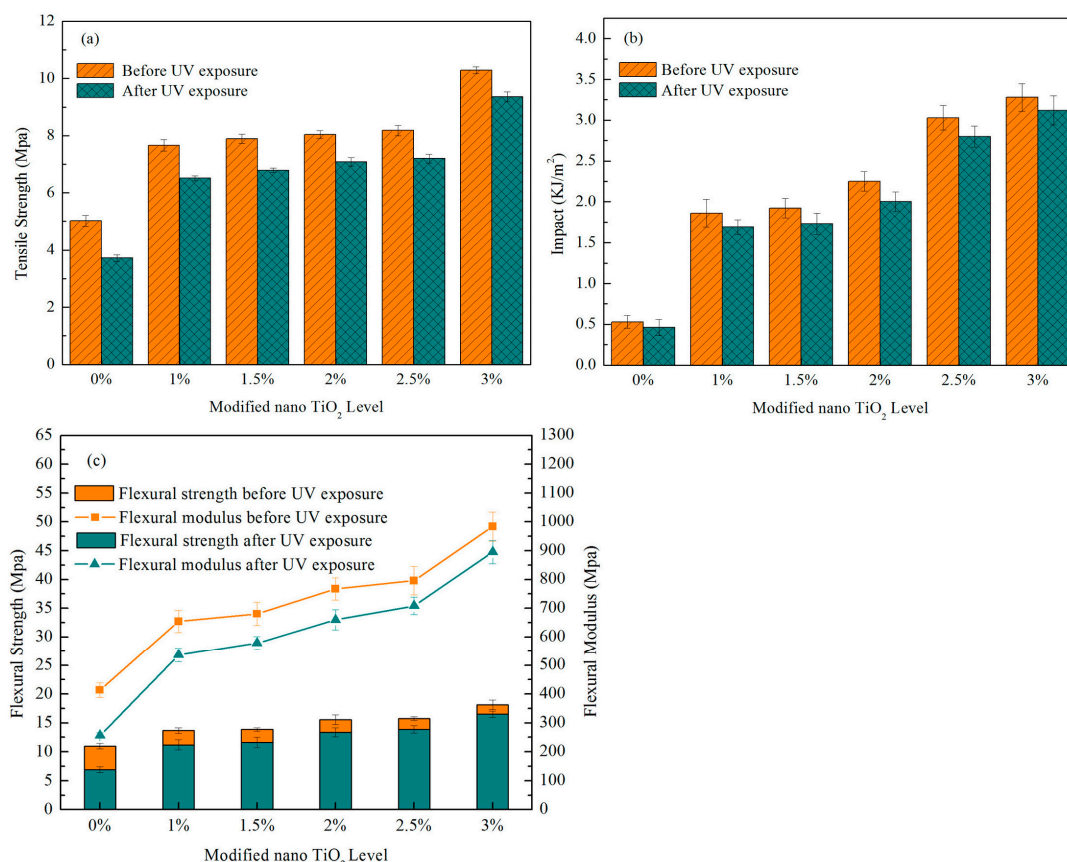 (a)
Before UV exposure
After UV exposure
Tensile Strength (Mpa)
12
10
8
6
4
2
0
0% 1% 1.5% 2% 2.5% 3%
Modified nano TiO₂ Level
(b)
Before UV exposure
After UV exposure
Impact (KJ/m²)
4.0
3.5
3.0
2.5
2.0
1.5
1.0
0.5
0.0
0% 1% 1.5% 2% 2.5% 3%
Modified nano TiO₂ Level
(c)
Flexural strength before UV exposure
Flexural modulus before UV exposure
Flexural strength after UV exposure
Flexural modulus after UV exposure
Flexural Strength (Mpa)
65
60
55
50
45
40
35
30
25
20
15
10
5
0
Flexural Modulus (Mpa)
1300
1200
1100
1000
900
800
700
600
500
400
300
200
100
0
0% 1% 1.5% 2% 2.5% 3%
Modified nano TiO₂ Level